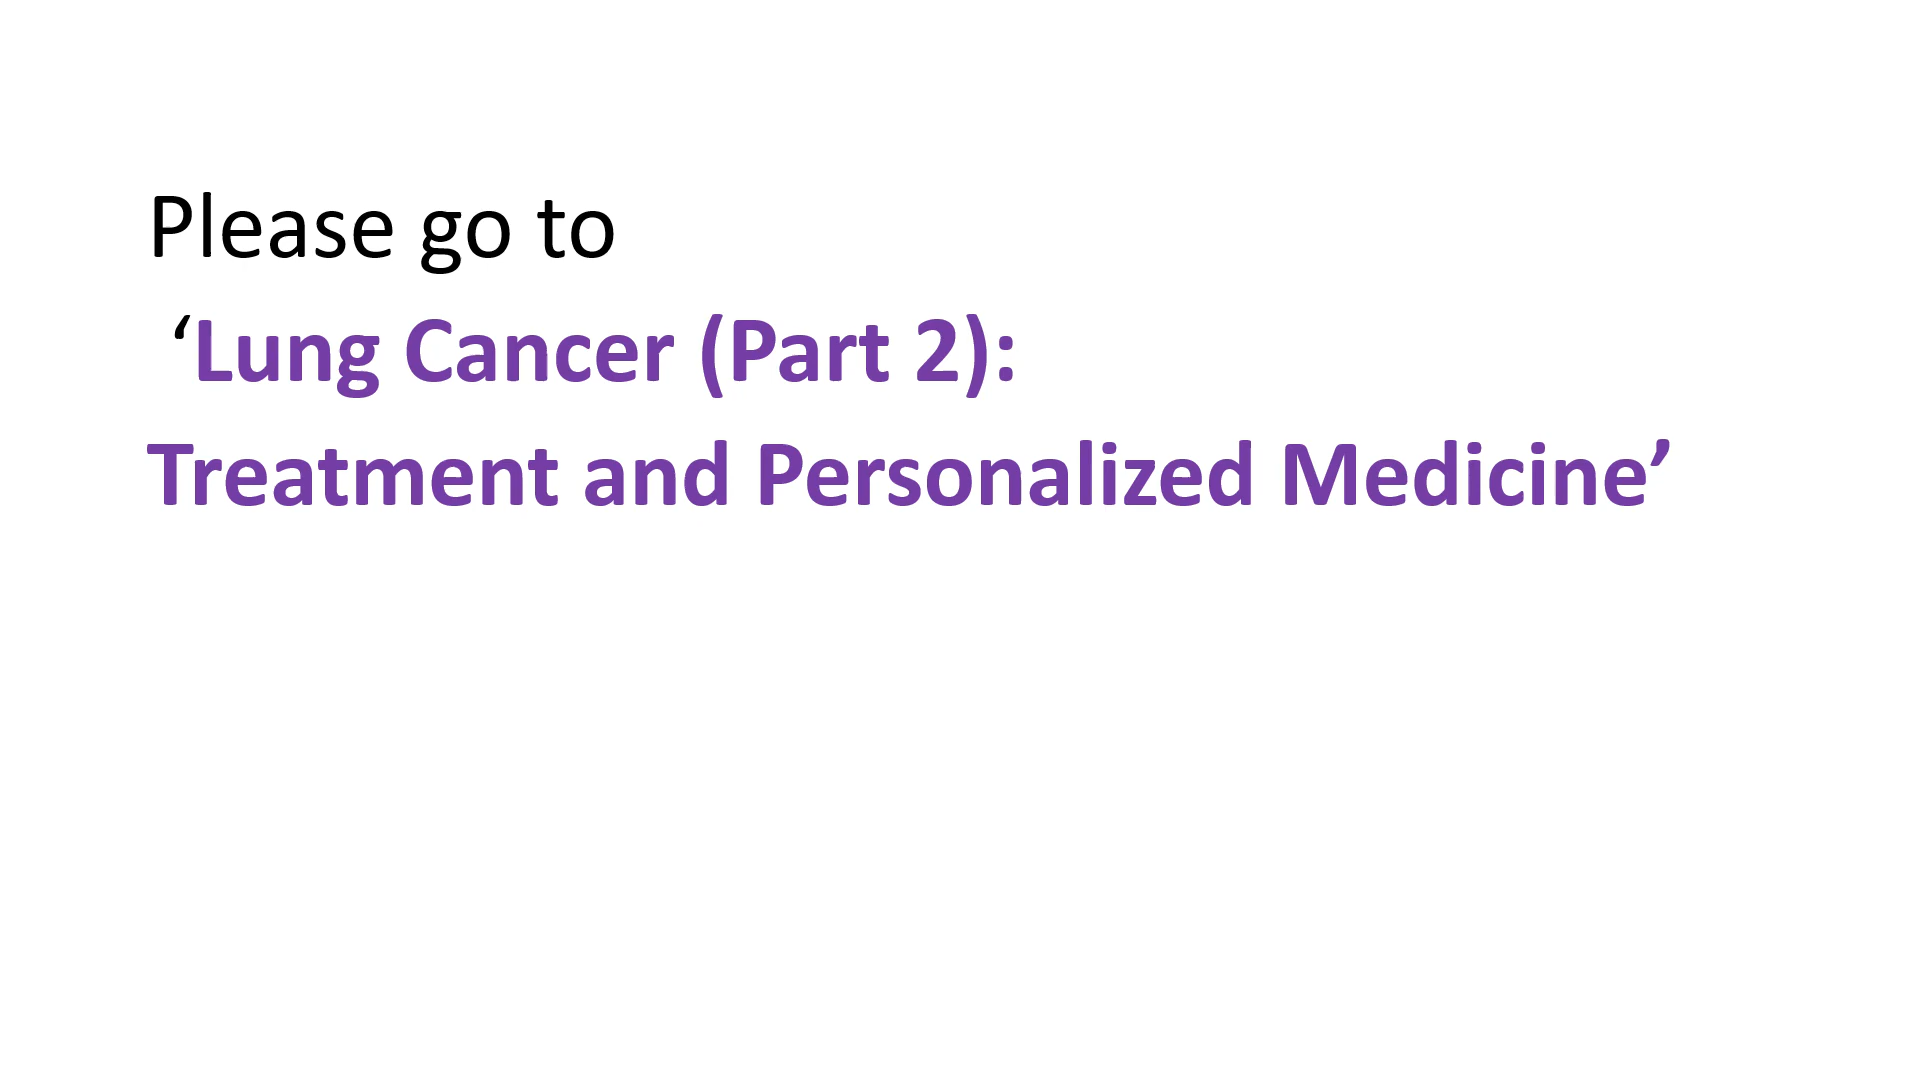 Please go to
‘Lung Cancer (Part 2):
Treatment and Personalized Medicine’